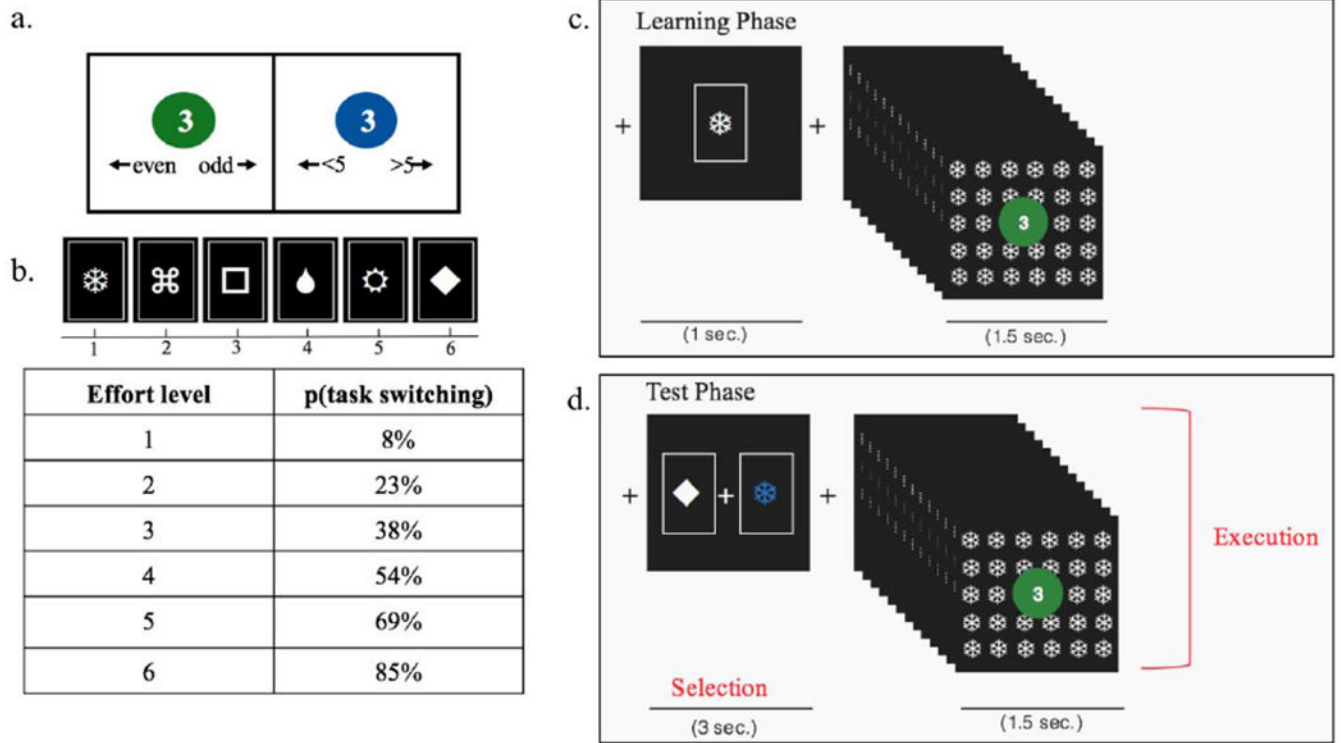 a.
3
3
←even odd→
←<5 >5→
b.
1 2 3 4 5 6
Effort level p(task switching)
1 8%
2 23%
3 38%
4 54%
5 69%
6 85%
c.
Learning Phase
+ +
3
(1 sec.) (1.5 sec.)
d.
Test Phase
+ + +
3
Execution
Selection
(3 sec.) (1.5 sec.)